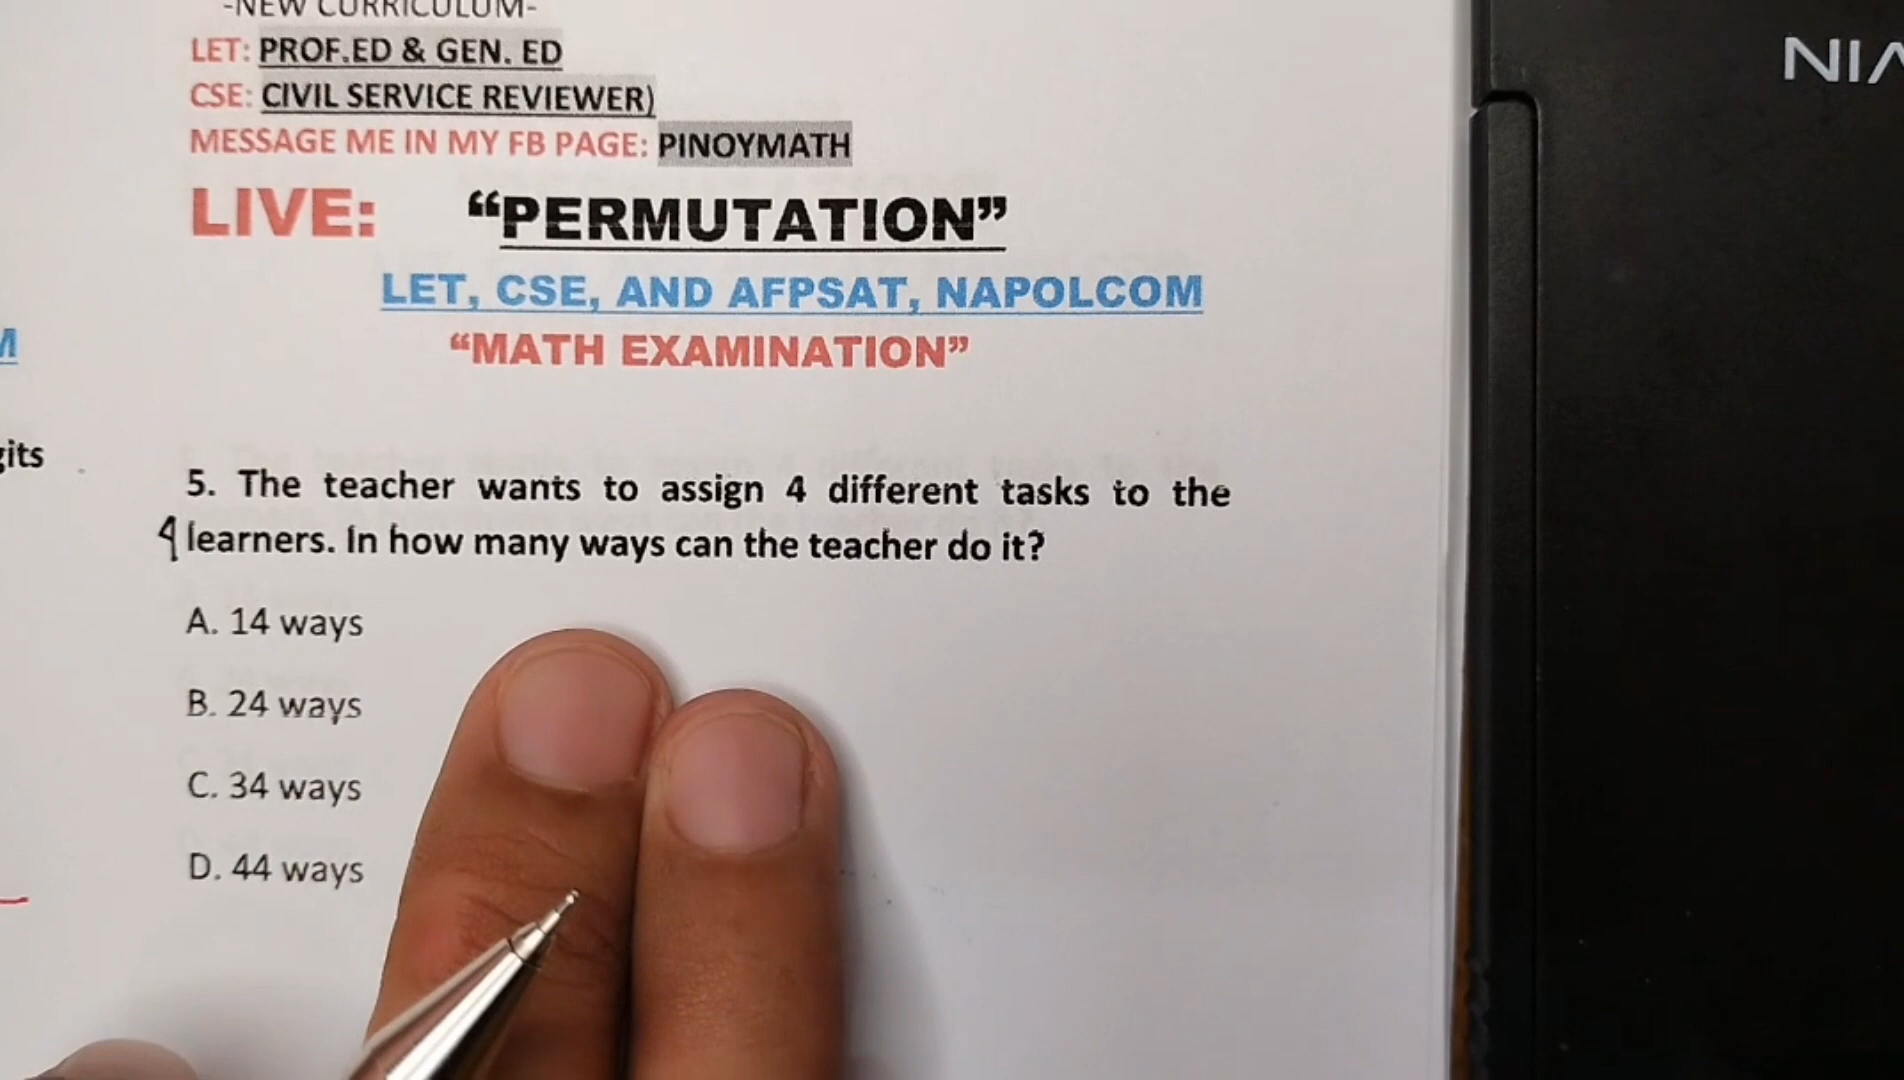 -NEW CURRICULUM-
LET: PROF.ED & GEN. ED
CSE: CIVIL SERVICE REVIEWER)
MESSAGE ME IN MY FB PAGE: PINOYMATH
LIVE: “PERMUTATION”
LET, CSE, AND AFPSAT, NAPOLCOM
“MATH EXAMINATION”
5. The teacher wants to assign 4 different tasks to the
4 learners. In how many ways can the teacher do it?
A. 14 ways
B. 24 ways
C. 34 ways
D. 44 ways